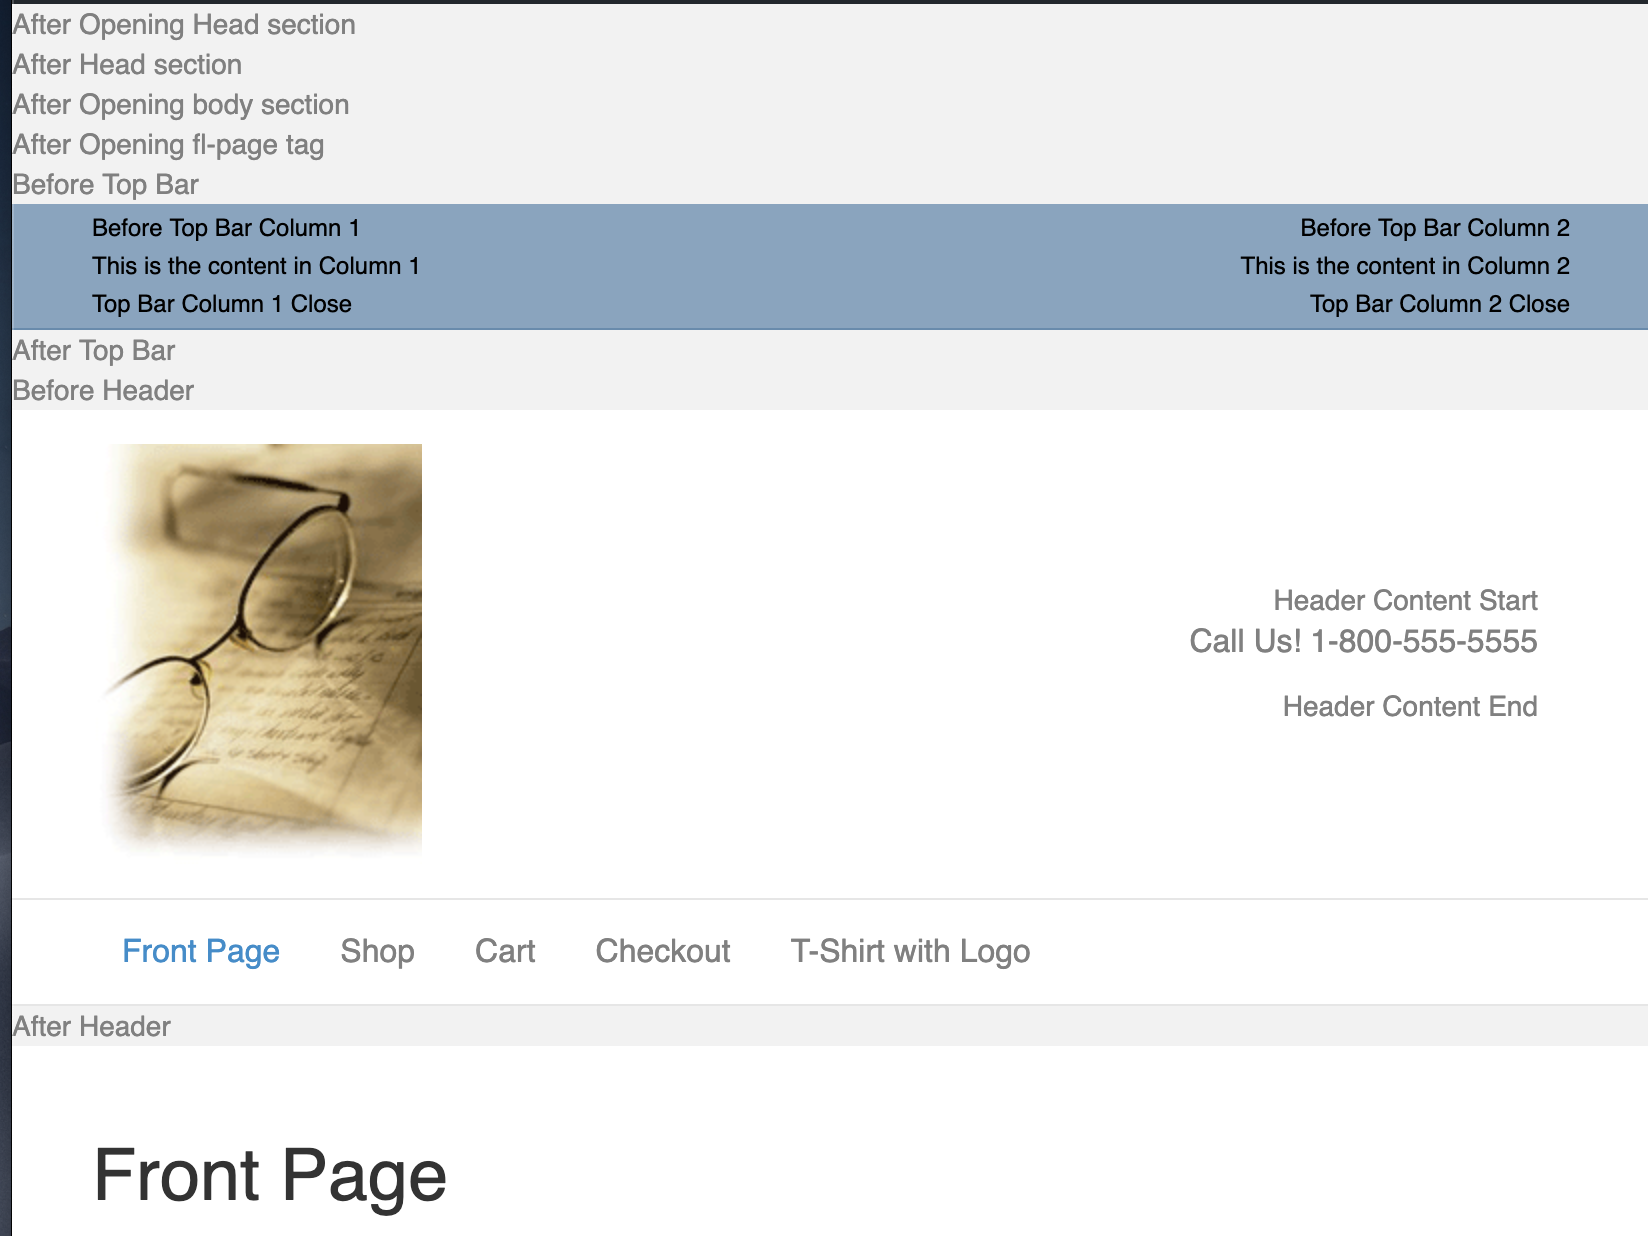 After Opening Head section
After Head section
After Opening body section
After Opening fl-page tag
Before Top Bar
Before Top Bar Column 1
This is the content in Column 1
Top Bar Column 1 Close
Before Top Bar Column 2
This is the content in Column 2
Top Bar Column 2 Close
After Top Bar
Before Header
Header Content Start
Call Us! 1-800-555-5555
Header Content End
Front Page Shop Cart Checkout T-Shirt with Logo
After Header
Front Page